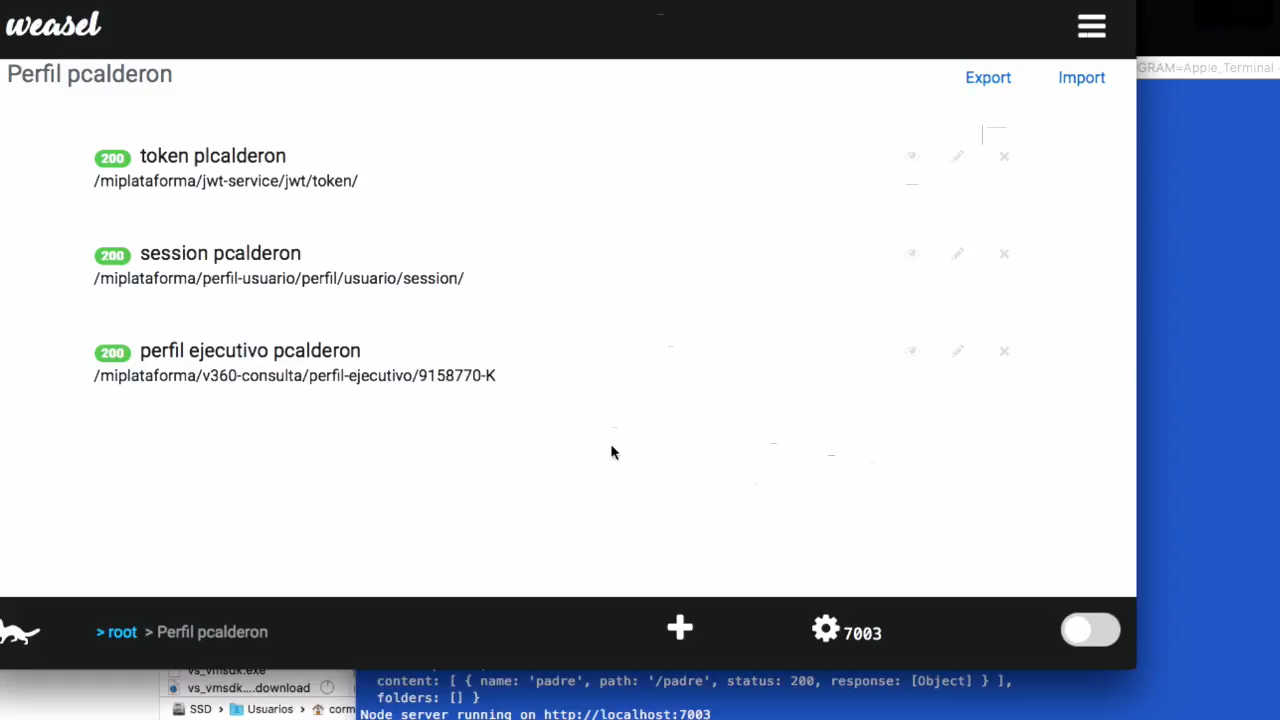 weasel
GRAM=Apple_Terminal
Perfil pcalderon
Export
Import
200 token plcalderon
/miplataforma/jwt-service/jwt/token/
200 session pcalderon
/miplataforma/perfil-usuario/perfil/usuario/session/
200 perfil ejecutivo pcalderon
/miplataforma/v360-consulta/perfil-ejecutivo/9158770-K
> root > Perfil pcalderon
7003
vs_vmsdk.exe
vs_vmsdk....download
SSD › Usuarios › corm
content: [ { name: 'padre', path: '/padre', status: 200, response: [Object] } ],
folders: [] }
Node server running on http://localhost:7003